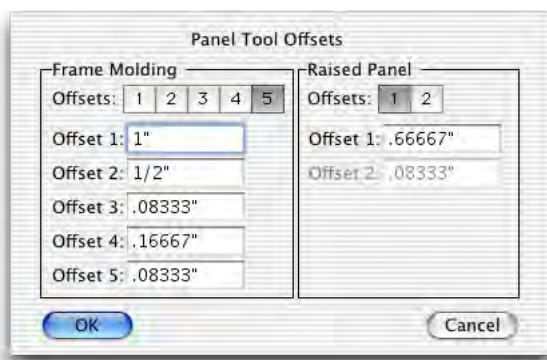 Panel Tool Offsets
Frame Molding
Offsets: 1 2 3 4 5
Offset 1: 1"
Offset 2: 1/2"
Offset 3: .08333"
Offset 4: .16667"
Offset 5: .08333"
Raised Panel
Offsets: 1 2
Offset 1: .66667"
Offset 2: .08333"
OK
Cancel